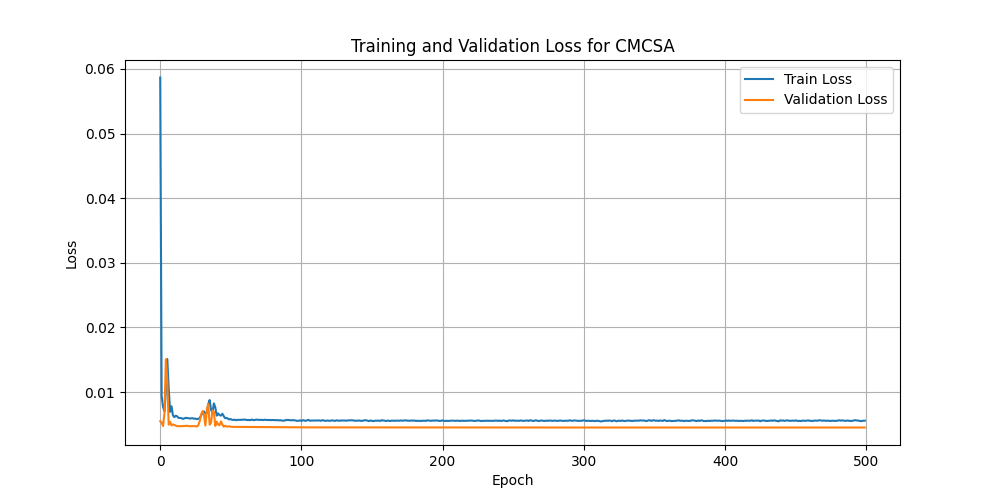 Training and Validation Loss for CMCSA
Train Loss
Validation Loss
0.06
0.05
0.04
0.03
0.02
0.01
Loss
0
100
200
300
400
500
Epoch